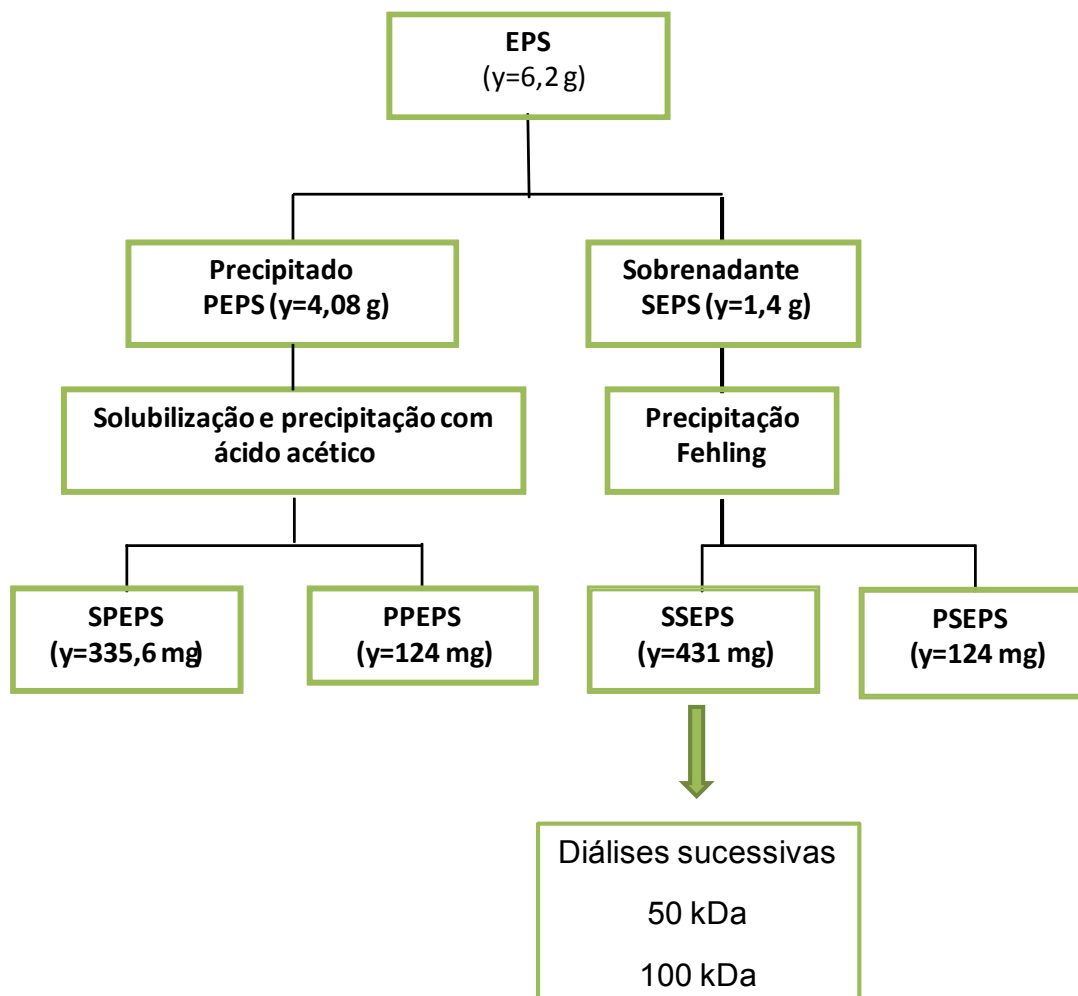 EPS
(y=6,2 g)
Precipitado
PEPS (y=4,08 g)
Sobrenadante
SEPS (y=1,4 g)
Solubilização e precipitação com
ácido acético
Precipitação
Fehling
SPEPS
(y=335,6 mg)
PPEPS
(y=124 mg)
SSEPS
(y=431 mg)
PSEPS
(y=124 mg)
Diálises sucessivas
50 kDa
100 kDa